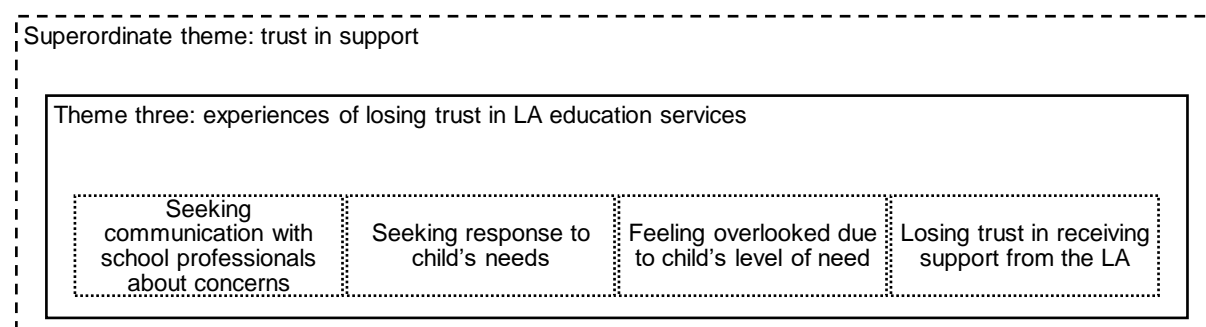 Superordinate theme: trust in support
Theme three: experiences of losing trust in LA education services
Seeking
communication with
school professionals
about concerns
Seeking response to
child’s needs
Feeling overlooked due
to child’s level of need
Losing trust in receiving
support from the LA